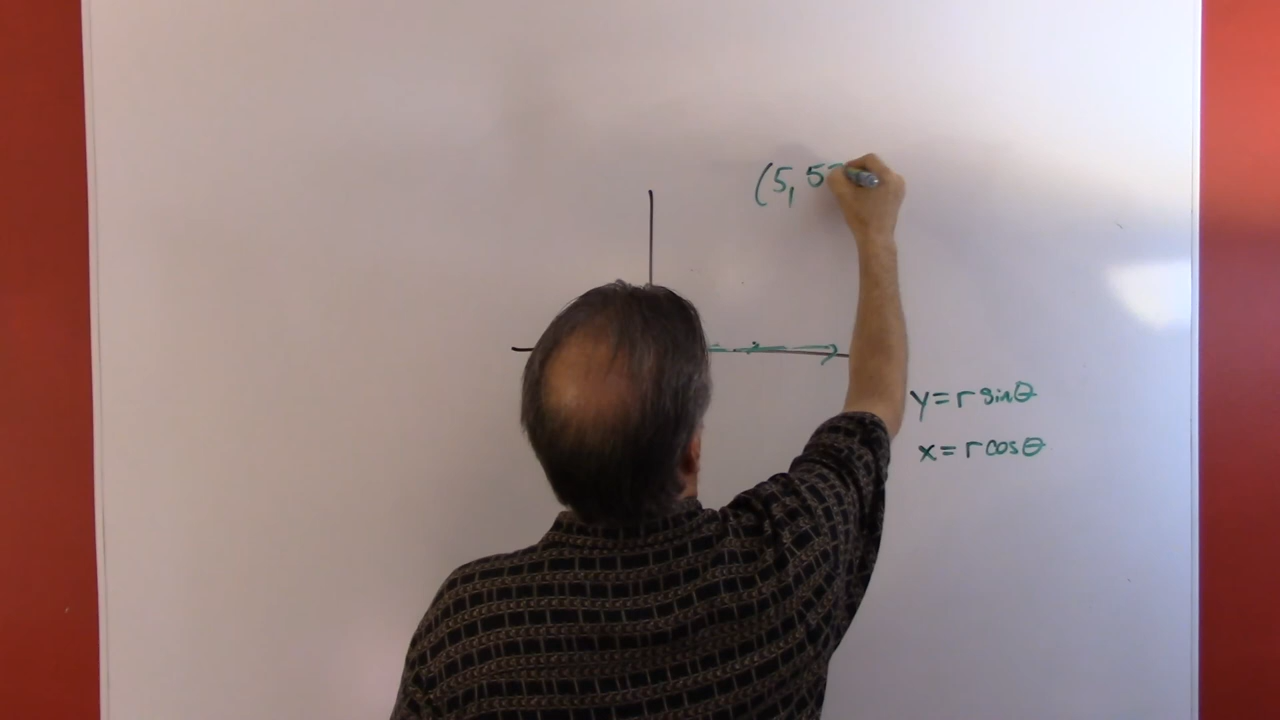 (5, 5
y = r sinθ
x = r cosθ